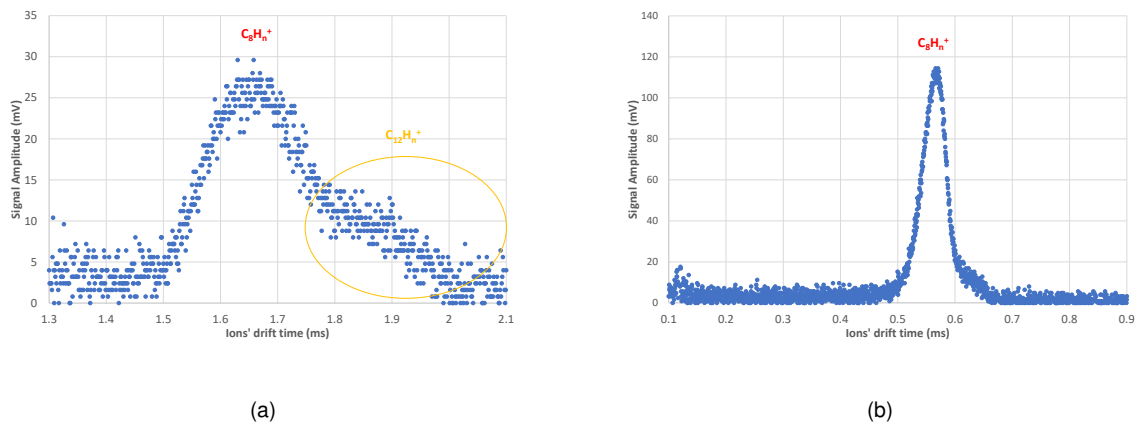 C₈Hₙ⁺
C₁₂Hₙ⁺
Signal Amplitude (mV)
35
30
25
20
15
10
5
0
1.3 1.4 1.5 1.6 1.7 1.8 1.9 2 2.1
Ions' drift time (ms)
(a)
C₈Hₙ⁺
Signal Amplitude (mV)
140
120
100
80
60
40
20
0
0.1 0.2 0.3 0.4 0.5 0.6 0.7 0.8 0.9
Ions' drift time (ms)
(b)